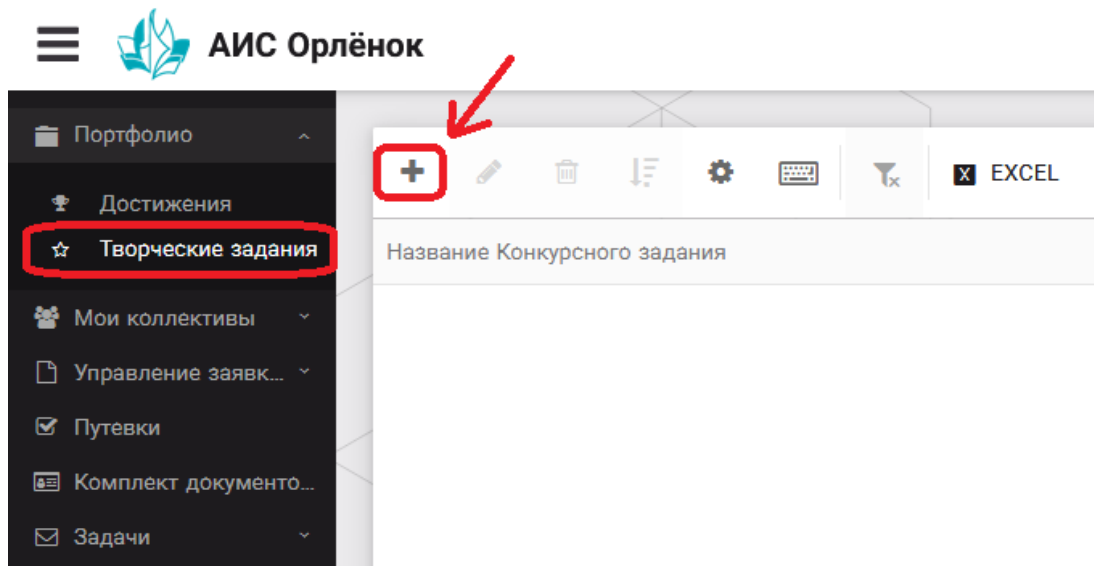 АИС Орлёнок
Портфолио
Достижения
Творческие задания
Мои коллективы
Управление заявк...
Путевки
Комплект документо...
Задачи
X EXCEL
Название Конкурсного задания